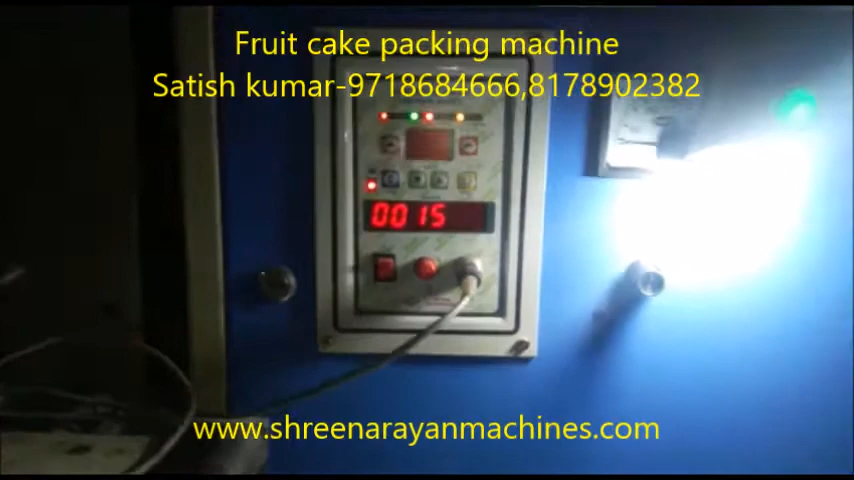 Fruit cake packing machine
Satish kumar-9718684666,8178902382
0015
www.shreenarayanmachines.com